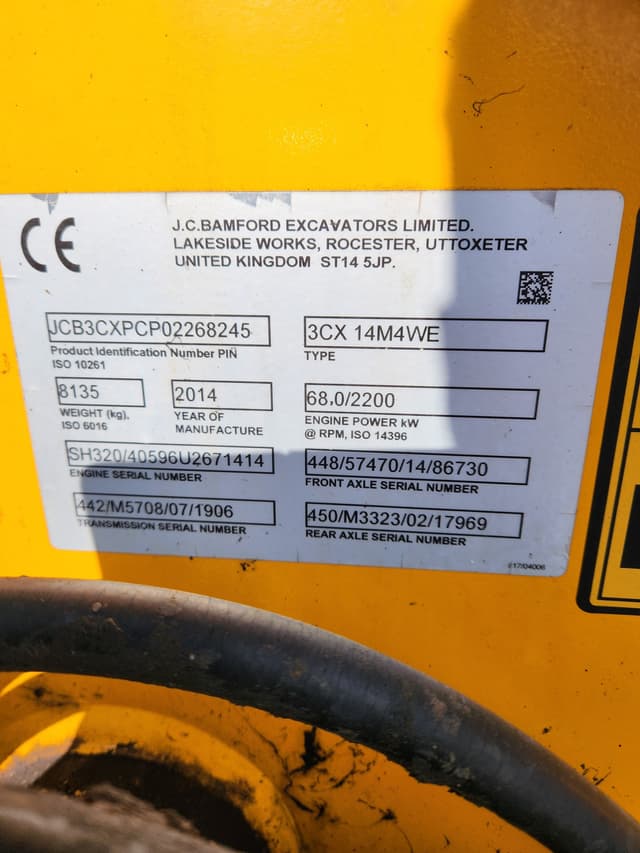 CE
J.C.BAMFORD EXCAVATORS LIMITED.
LAKESIDE WORKS, ROCESTER, UTTOXETER
UNITED KINGDOM ST14 5JP.
JCB3CXPCP02268245
Product Identification Number PIN
ISO 10261
3CX 14M4WE
TYPE
8135
WEIGHT (kg),
ISO 6016
2014
YEAR OF
MANUFACTURE
68.0/2200
ENGINE POWER kW
@ RPM, ISO 14396
SH320/40596U2671414
ENGINE SERIAL NUMBER
448/57470/14/86730
FRONT AXLE SERIAL NUMBER
442/M5708/07/1906
TRANSMISSION SERIAL NUMBER
450/M3323/02/17969
REAR AXLE SERIAL NUMBER
817/04006